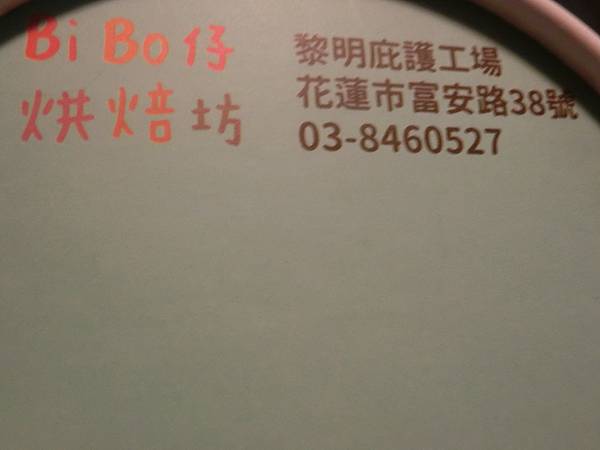 Bi Bo仔
烘焙坊
黎明庇護工場
花蓮市富安路38號
03-8460527